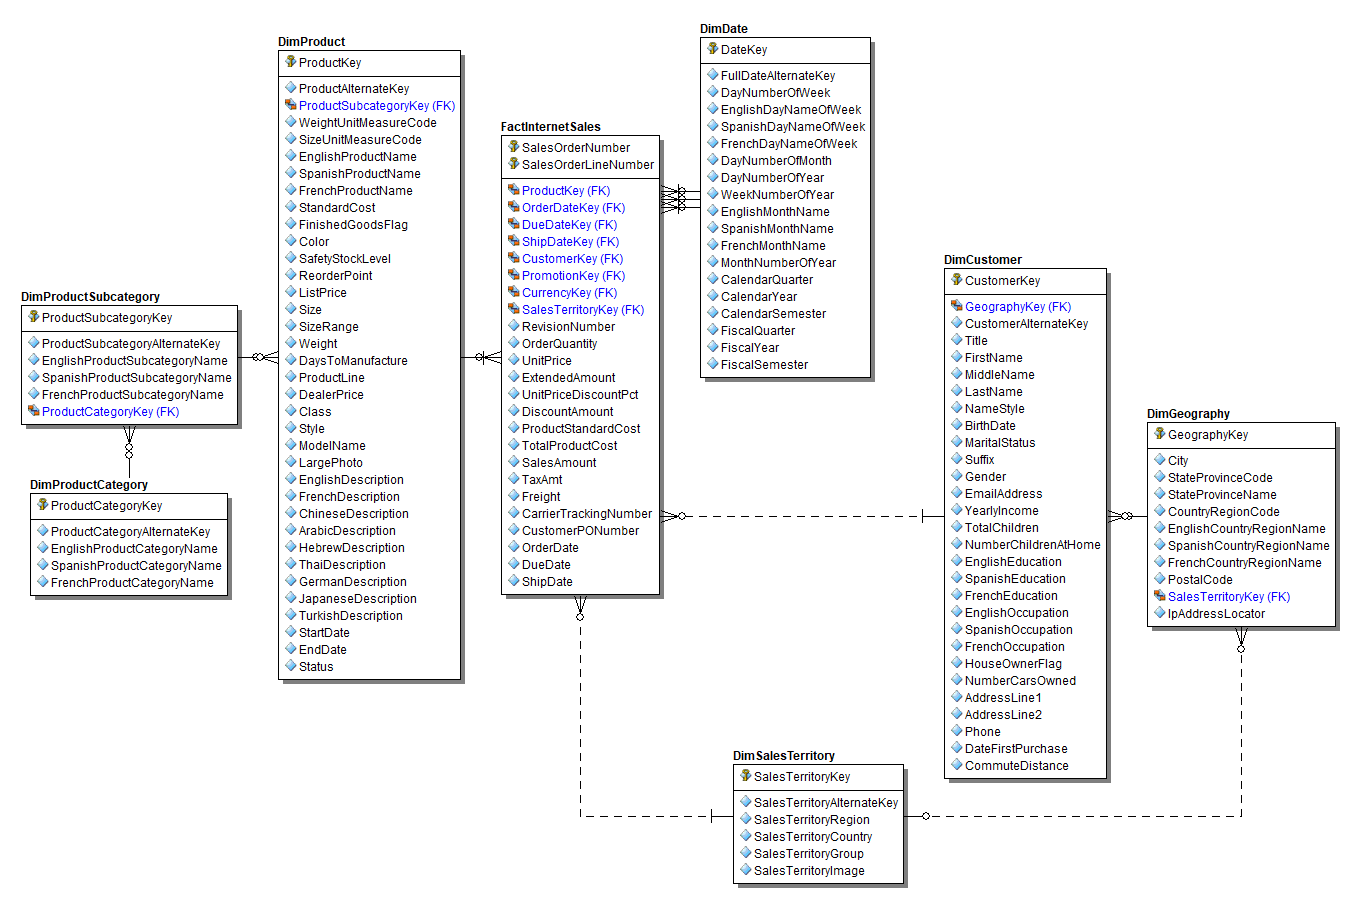 DimProduct
ProductKey
ProductAlternateKey
ProductSubcategoryKey (FK)
WeightUnitMeasureCode
SizeUnitMeasureCode
EnglishProductName
SpanishProductName
FrenchProductName
StandardCost
FinishedGoodsFlag
Color
SafetyStockLevel
ReorderPoint
ListPrice
Size
SizeRange
Weight
DaysToManufacture
ProductLine
DealerPrice
Class
Style
ModelName
LargePhoto
EnglishDescription
FrenchDescription
ChineseDescription
ArabicDescription
HebrewDescription
ThaiDescription
GermanDescription
JapaneseDescription
TurkishDescription
StartDate
EndDate
Status
DimProductSubcategory
ProductSubcategoryKey
ProductSubcategoryAlternateKey
EnglishProductSubcategoryName
SpanishProductSubcategoryName
FrenchProductSubcategoryName
ProductCategoryKey (FK)
DimProductCategory
ProductCategoryKey
ProductCategoryAlternateKey
EnglishProductCategoryName
SpanishProductCategoryName
FrenchProductCategoryName
FactInternetSales
SalesOrderNumber
SalesOrderLineNumber
ProductKey (FK)
OrderDateKey (FK)
DueDateKey (FK)
ShipDateKey (FK)
CustomerKey (FK)
PromotionKey (FK)
CurrencyKey (FK)
SalesTerritoryKey (FK)
RevisionNumber
OrderQuantity
UnitPrice
ExtendedAmount
UnitPriceDiscountPct
DiscountAmount
ProductStandardCost
TotalProductCost
SalesAmount
TaxAmt
Freight
CarrierTrackingNumber
CustomerPONumber
OrderDate
DueDate
ShipDate
DimDate
DateKey
FullDateAlternateKey
DayNumberOfWeek
EnglishDayNameOfWeek
SpanishDayNameOfWeek
FrenchDayNameOfWeek
DayNumberOfMonth
DayNumberOfYear
WeekNumberOfYear
EnglishMonthName
SpanishMonthName
FrenchMonthName
MonthNumberOfYear
CalendarQuarter
CalendarYear
CalendarSemester
FiscalQuarter
FiscalYear
FiscalSemester
DimCustomer
CustomerKey
GeographyKey (FK)
CustomerAlternateKey
Title
FirstName
MiddleName
LastName
NameStyle
BirthDate
MaritalStatus
Suffix
Gender
EmailAddress
YearlyIncome
TotalChildren
NumberChildrenAtHome
EnglishEducation
SpanishEducation
FrenchEducation
EnglishOccupation
SpanishOccupation
FrenchOccupation
HouseOwnerFlag
NumberCarsOwned
AddressLine1
AddressLine2
Phone
DateFirstPurchase
CommuteDistance
DimGeography
GeographyKey
City
StateProvinceCode
StateProvinceName
CountryRegionCode
EnglishCountryRegionName
SpanishCountryRegionName
FrenchCountryRegionName
PostalCode
SalesTerritoryKey (FK)
IpAddressLocator
DimSalesTerritory
SalesTerritoryKey
SalesTerritoryAlternateKey
SalesTerritoryRegion
SalesTerritoryCountry
SalesTerritoryGroup
SalesTerritoryImage